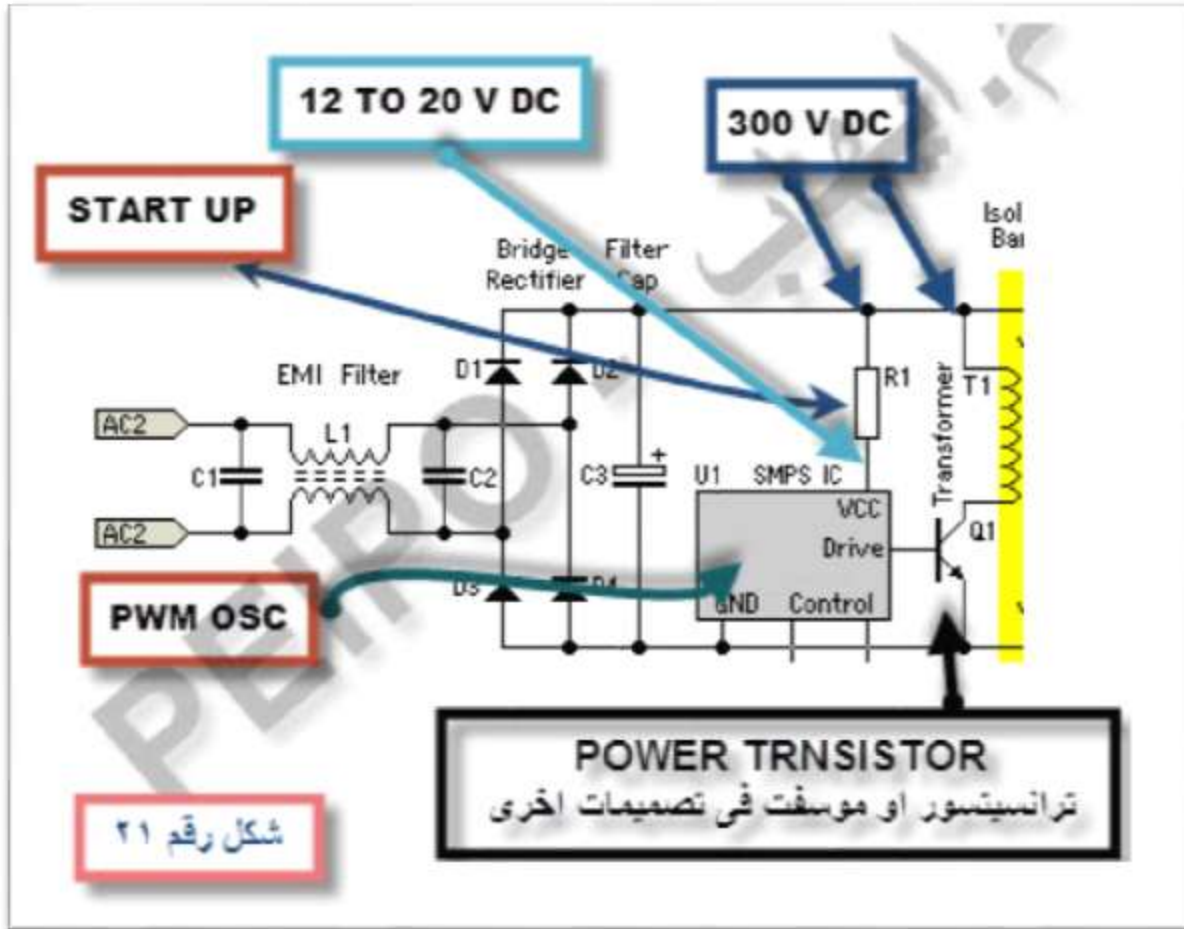 12 TO 20 V DC
300 V DC
START UP
Isol
Bridge
Rectifier
Filter
Cap
EMI Filter
D1
D2
R1
T1
Transformer
AC2
L1
C1
C2
C3
+
U1
SMPS IC
VCC
Drive
Q1
AC2
D3
D4
GND
Control
PWM OSC
POWER TRNSISTOR
ترانسيتسور او موسفت فى تصميمات اخرى
شكل رقم ٢١
PEIPO